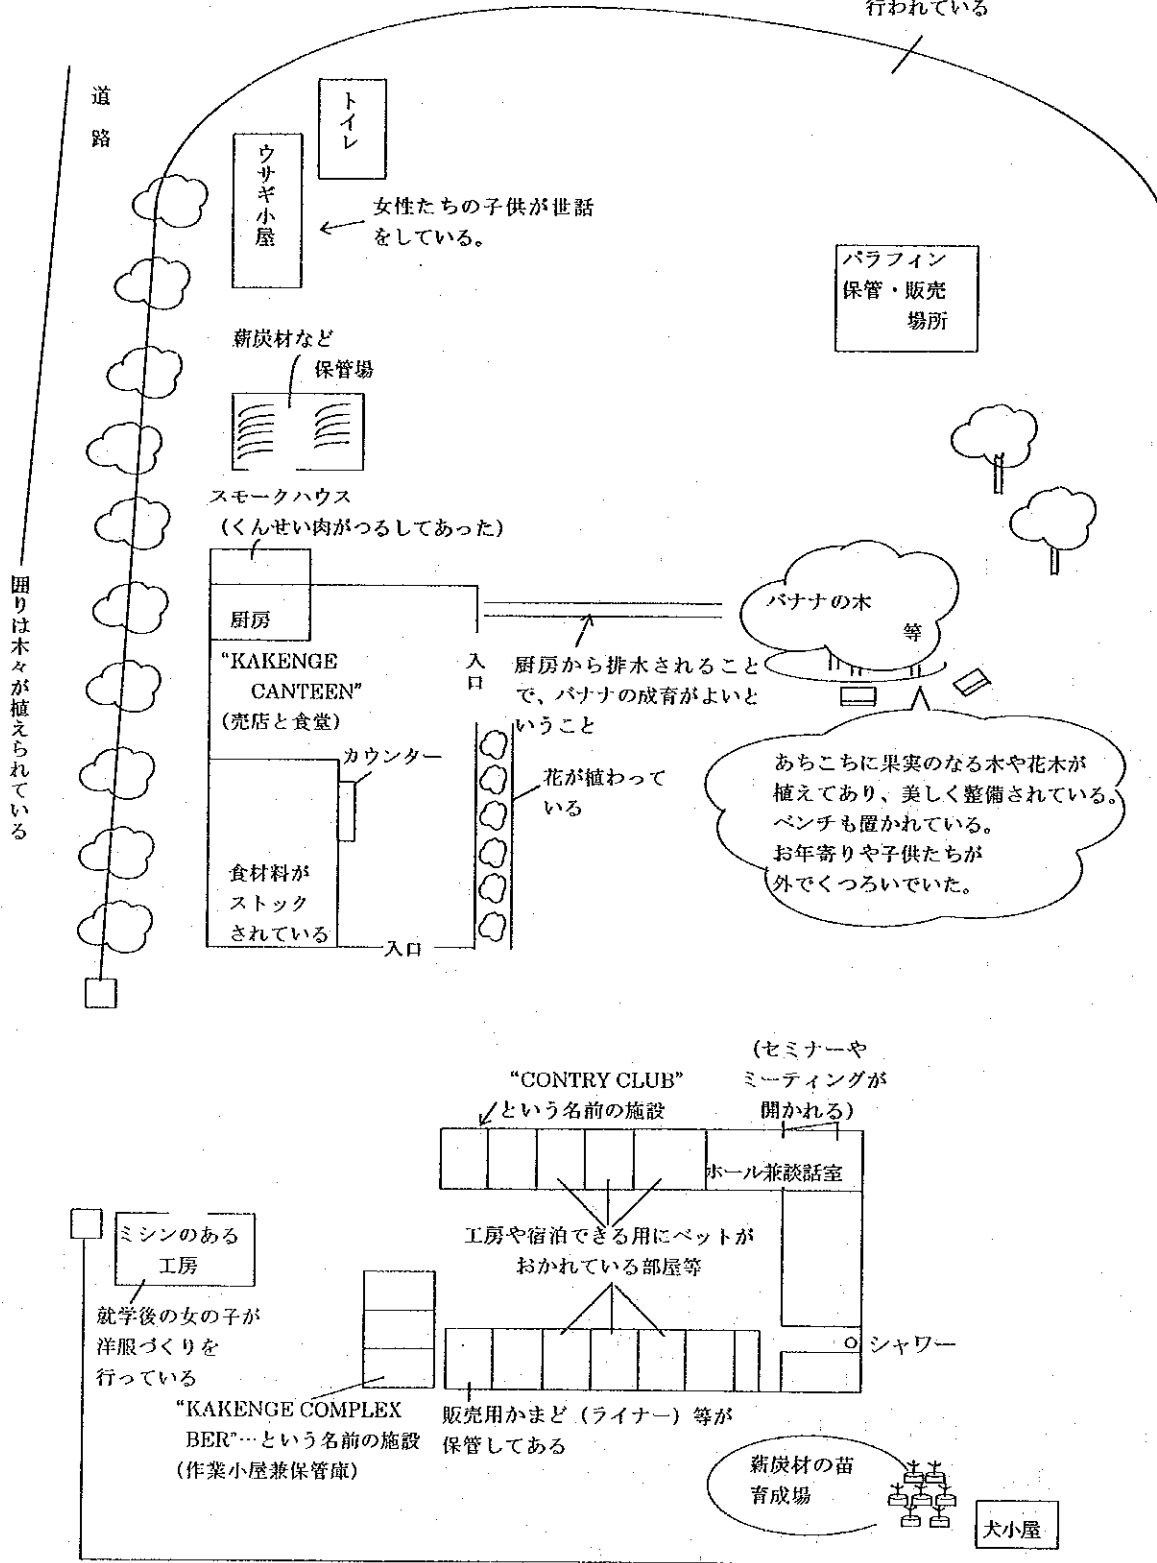 行われている
道
路
トイレ
ウサギ小屋
女性たちの子供が世話
をしている。
パラフィン
保管・販売
場所
薪炭材など
保管場
スモークハウス
(くんせい肉がつるしてあった)
囲りは木々が植えられている
厨房
入口
バナナの木
等
"KAKENGE
CANTEEN"
(売店と食堂)
厨房から排水されること
で、バナナの成育がよいと
いうこと
カウンター
花が植わって
いる
あちこちに果実のなる木や花木が
植えてあり、美しく整備されている。
ベンチも置かれている。
お年寄りや子供たちが
外でくつろいでいた。
食材料が
ストック
されている
入口
"CONTRY CLUB"
という名前の施設
(セミナーや
ミーティングが
開かれる)
ホール兼談話室
ミシンのある
工房
工房や宿泊できる用にベットが
おかれている部屋等
就学後の女の子が
洋服づくりを
行っている
シャワー
"KAKENGE COMPLEX
BER"…という名前の施設
(作業小屋兼保管庫)
販売用かまど（ライナー）等が
保管してある
薪炭材の苗
育成場
犬小屋